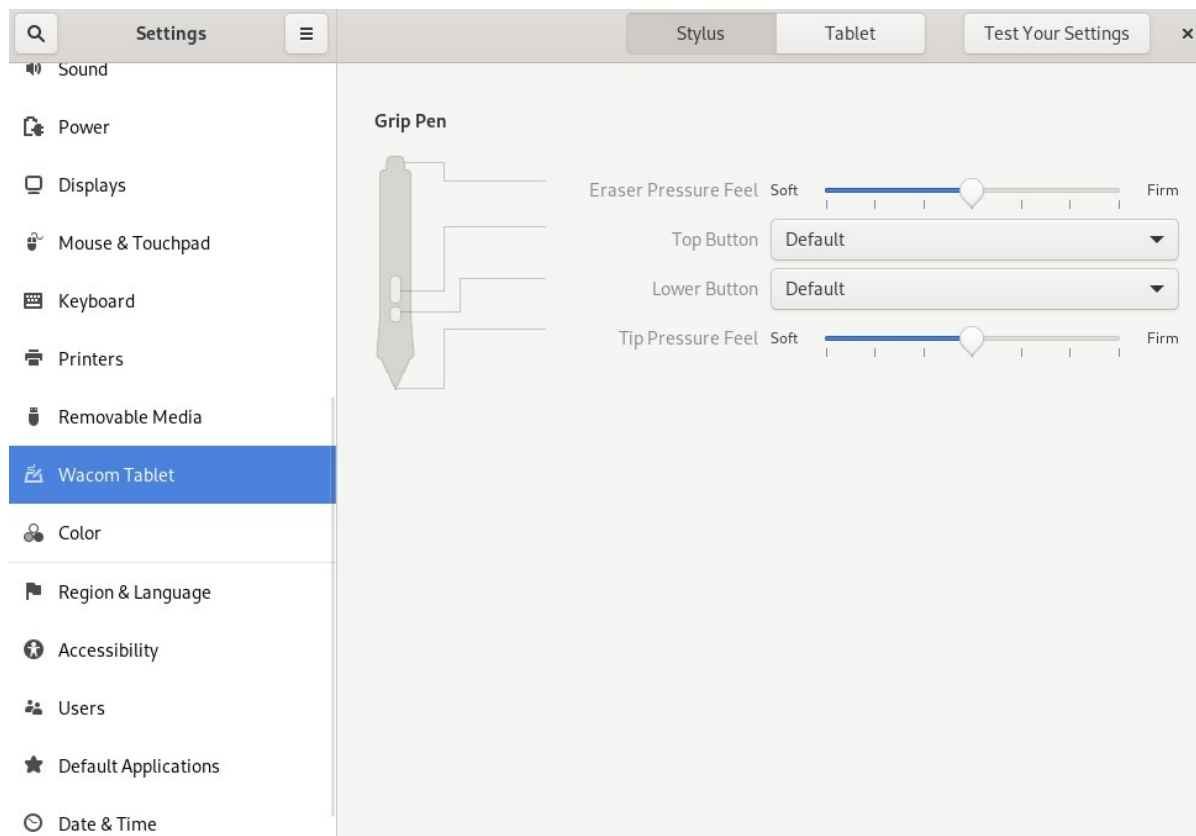 Settings
Stylus
Tablet
Test Your Settings
Sound
Power
Displays
Mouse & Touchpad
Keyboard
Printers
Removable Media
Wacom Tablet
Color
Region & Language
Accessibility
Users
Default Applications
Date & Time
Grip Pen
Eraser Pressure Feel Soft Firm
Top Button Default
Lower Button Default
Tip Pressure Feel Soft Firm